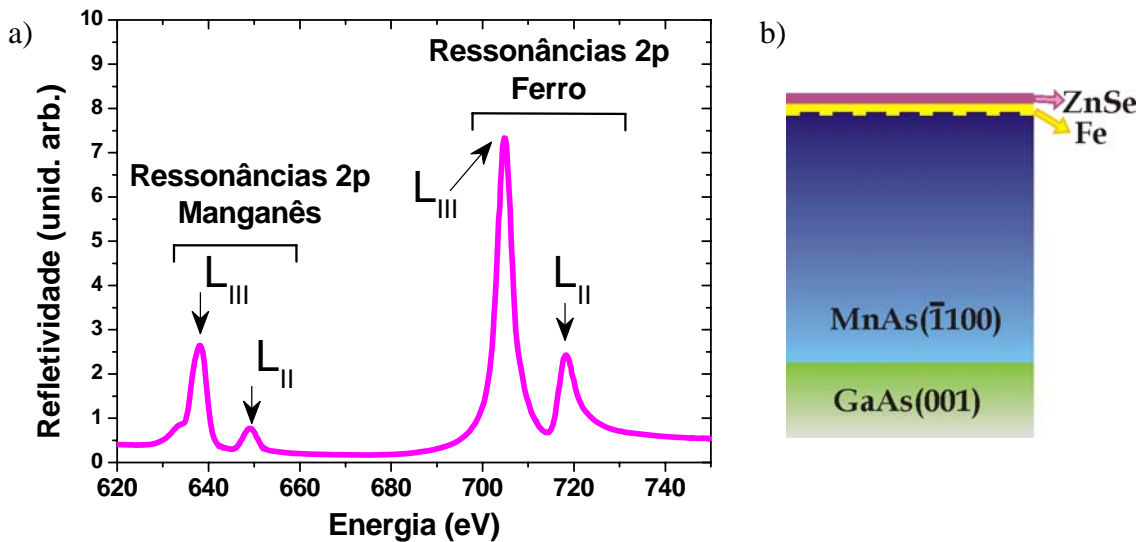 a)
Refletividade (unid. arb.)
10
9
8
7
6
5
4
3
2
1
0
Ressonâncias 2p
Ferro
L_III
L_II
Ressonâncias 2p
Manganês
L_III
L_II
620 640 660 680 700 720 740
Energia (eV)
b)
ZnSe
Fe
MnAs(1̄100)
GaAs(001)